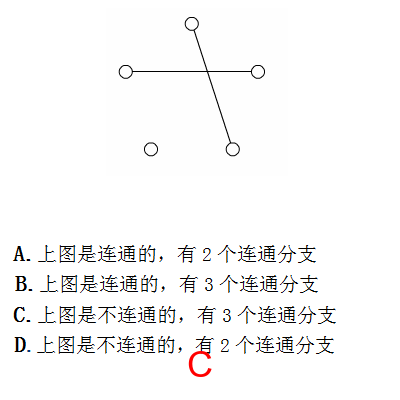 A. 上图是连通的，有 2 个连通分支
B. 上图是连通的，有 3 个连通分支
C. 上图是不连通的，有 3 个连通分支
D. 上图是不连通的，有 2 个连通分支
C